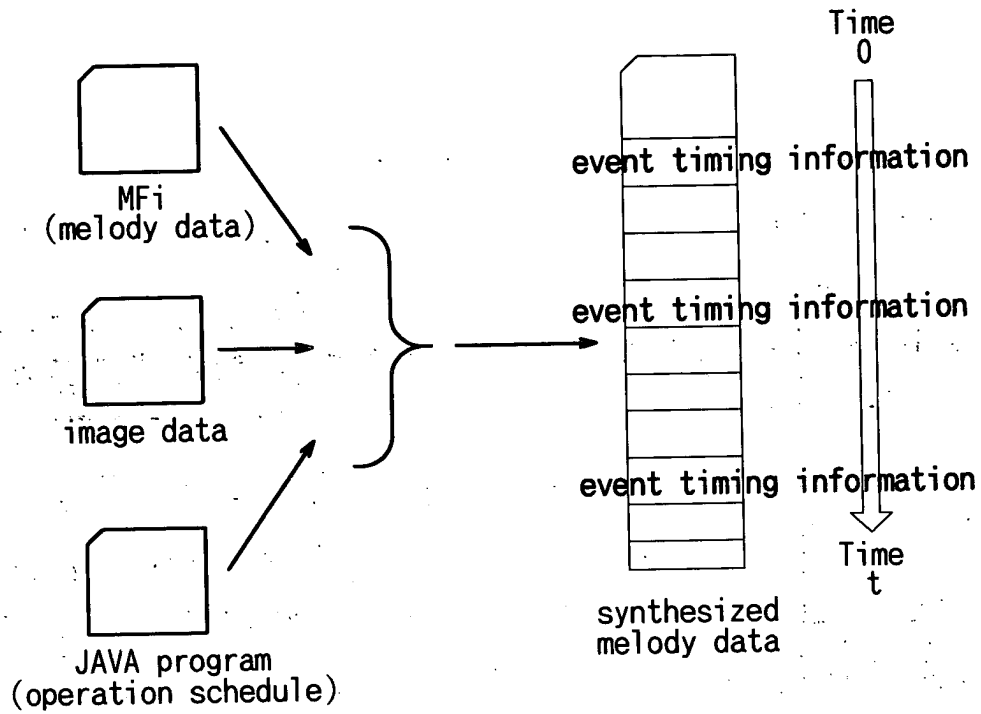 Time
0
event timing information
MFi
(melody data)
event timing information
image data
event timing information
Time
t
synthesized
melody data
JAVA program
(operation schedule)